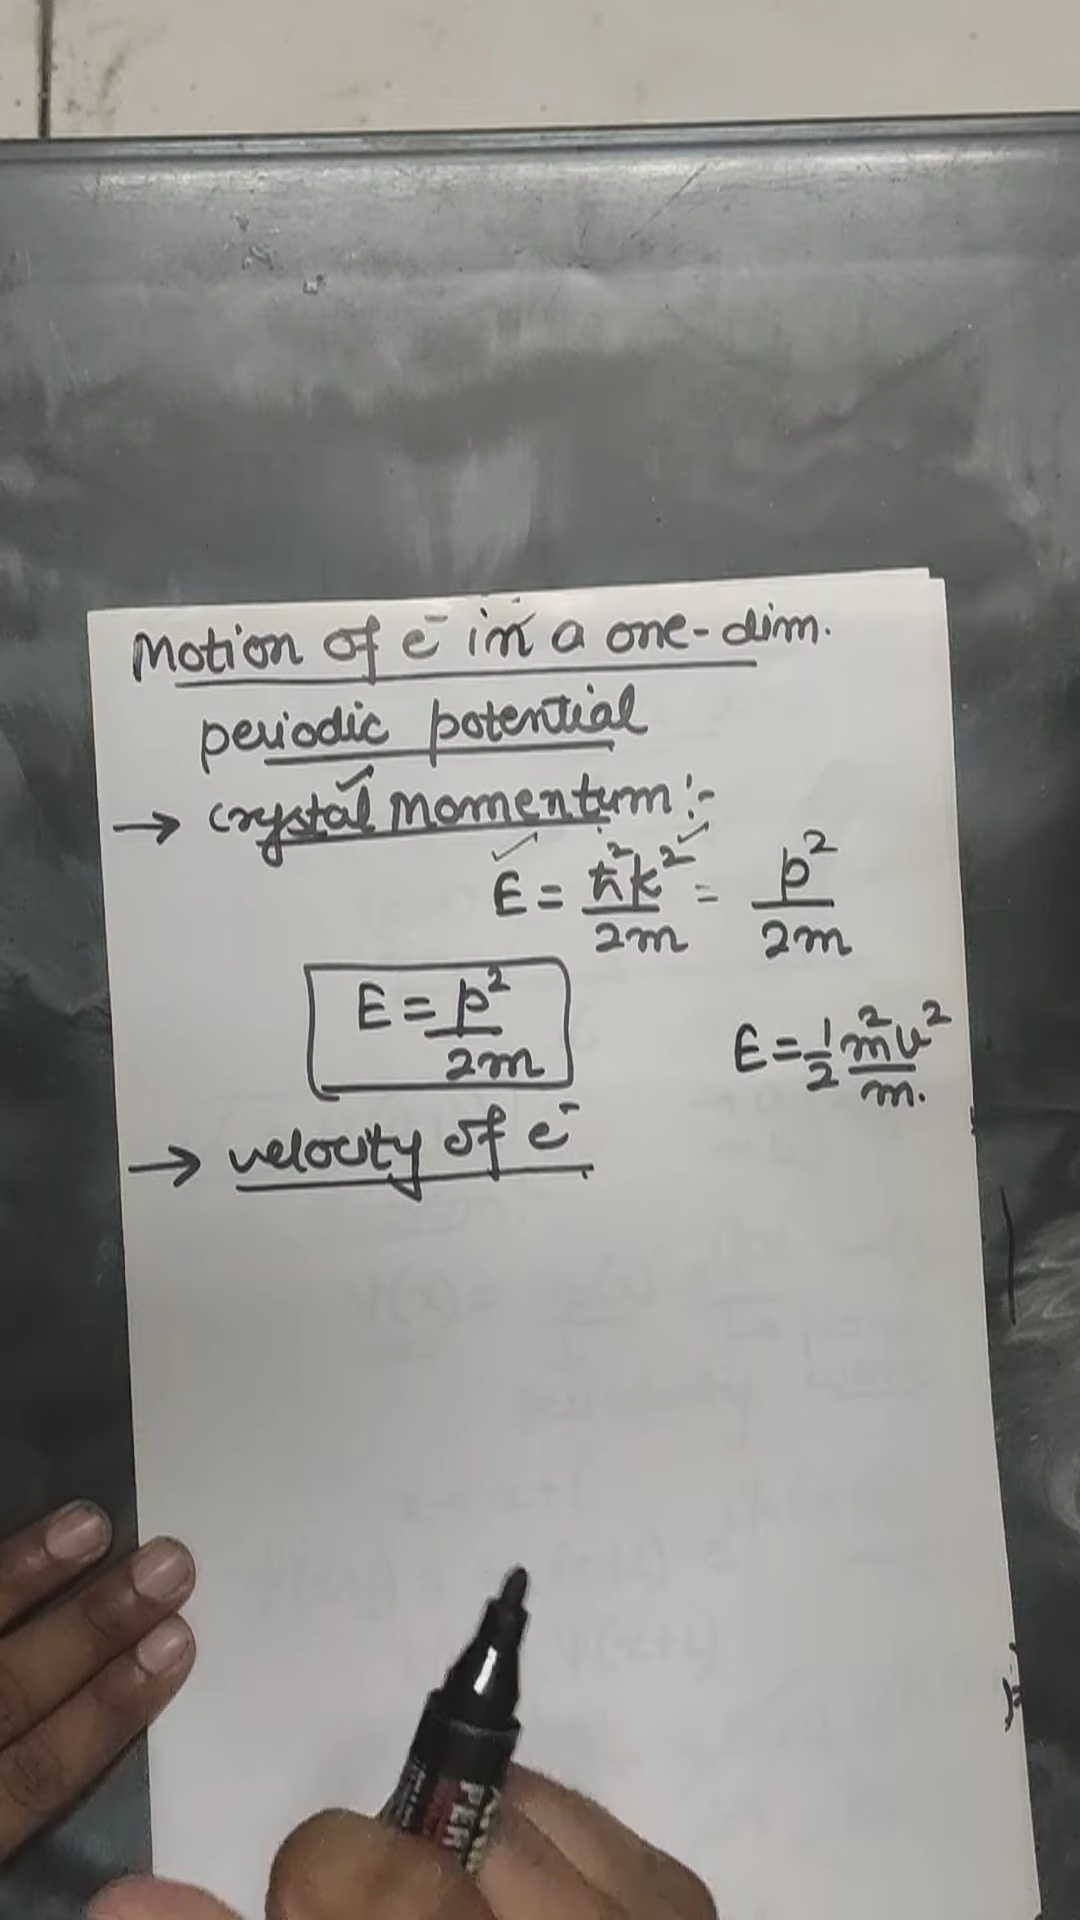 Motion of e⁻ in a one-dim.
periodic potential
→ crystal Momentum :-
E = ħ²k²/2m = p²/2m
E = p²/2m
E = 1/2 m²v²/m.
→ velocity of e⁻